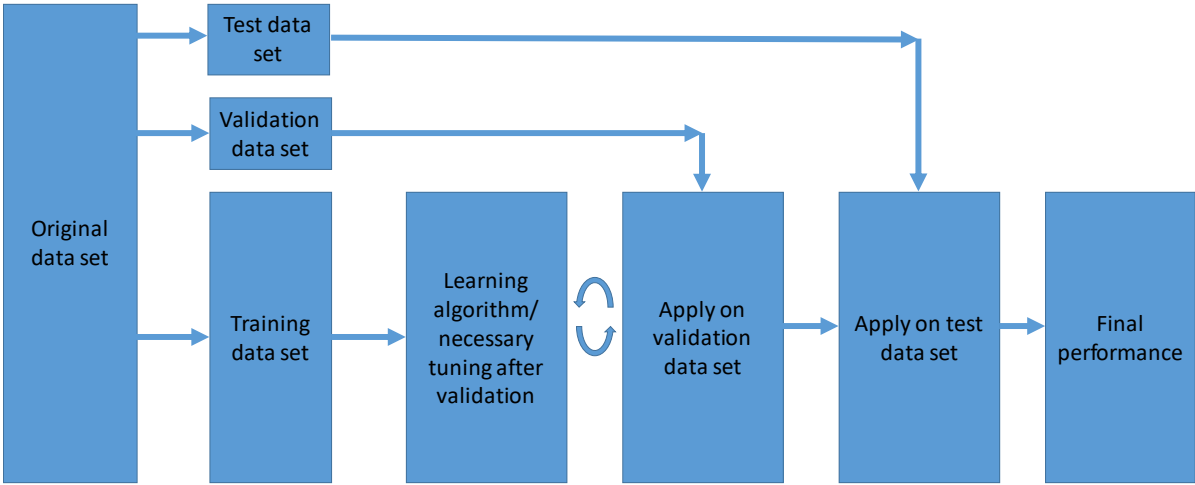 Test data
set
Validation
data set
Original
data set
Training
data set
Learning
algorithm/
necessary
tuning after
validation
Apply on
validation
data set
Apply on test
data set
Final
performance